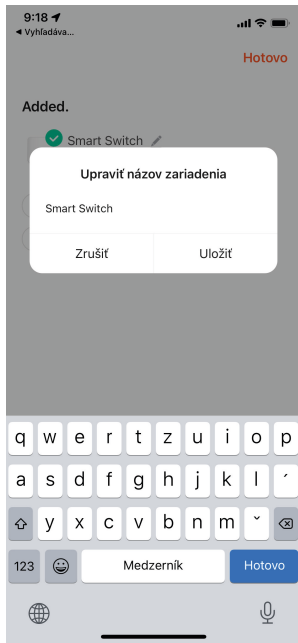 9:18
Vyhľadáva...
Hotovo
Added.
Smart Switch
Upraviť názov zariadenia
Smart Switch
Zrušiť Uložiť
q w e r t z u i o p
a s d f g h j k l ´
y x c v b n m ˇ
123 Medzerník Hotovo